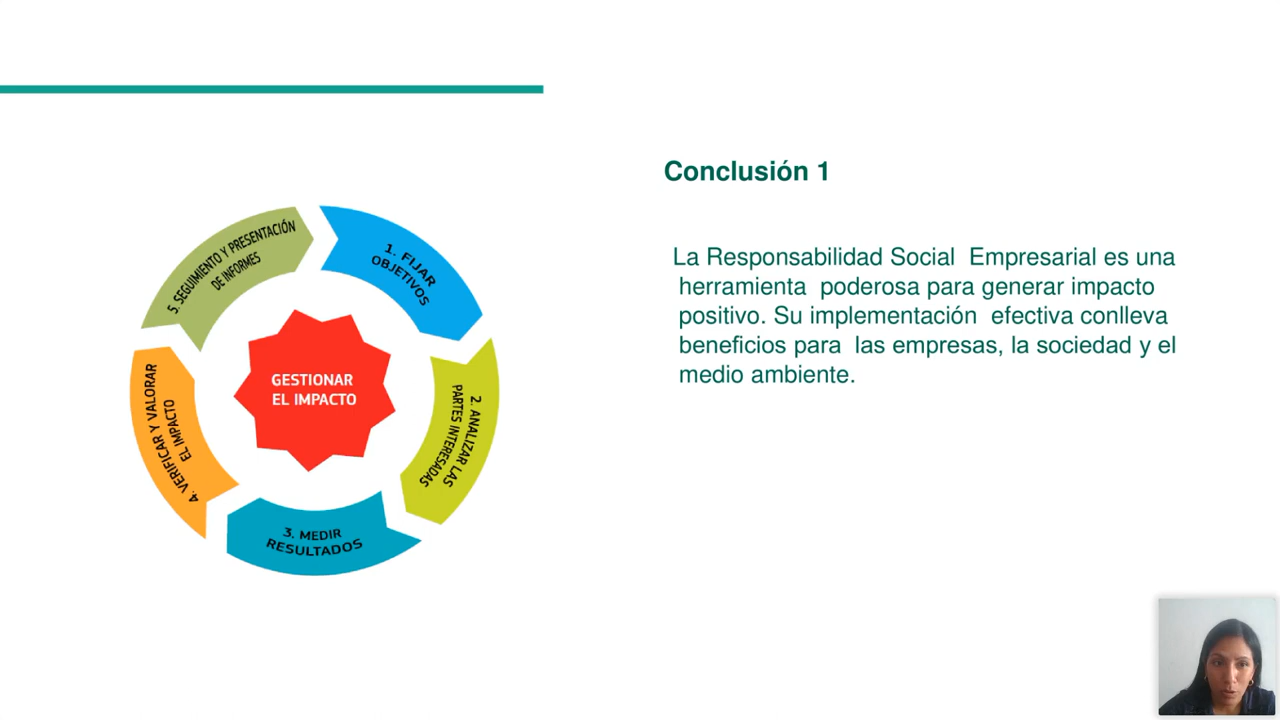 Conclusión 1
La Responsabilidad Social Empresarial es una
herramienta poderosa para generar impacto
positivo. Su implementación efectiva conlleva
beneficios para las empresas, la sociedad y el
medio ambiente.
GESTIONAR
EL IMPACTO
1. FIJAR
OBJETIVOS
2. ANALIZAR LAS
PARTES INTERESADAS
3. MEDIR
RESULTADOS
4. VERIFICAR Y VALORAR
EL IMPACTO
5. SEGUIMIENTO Y PRESENTACIÓN
DE INFORMES